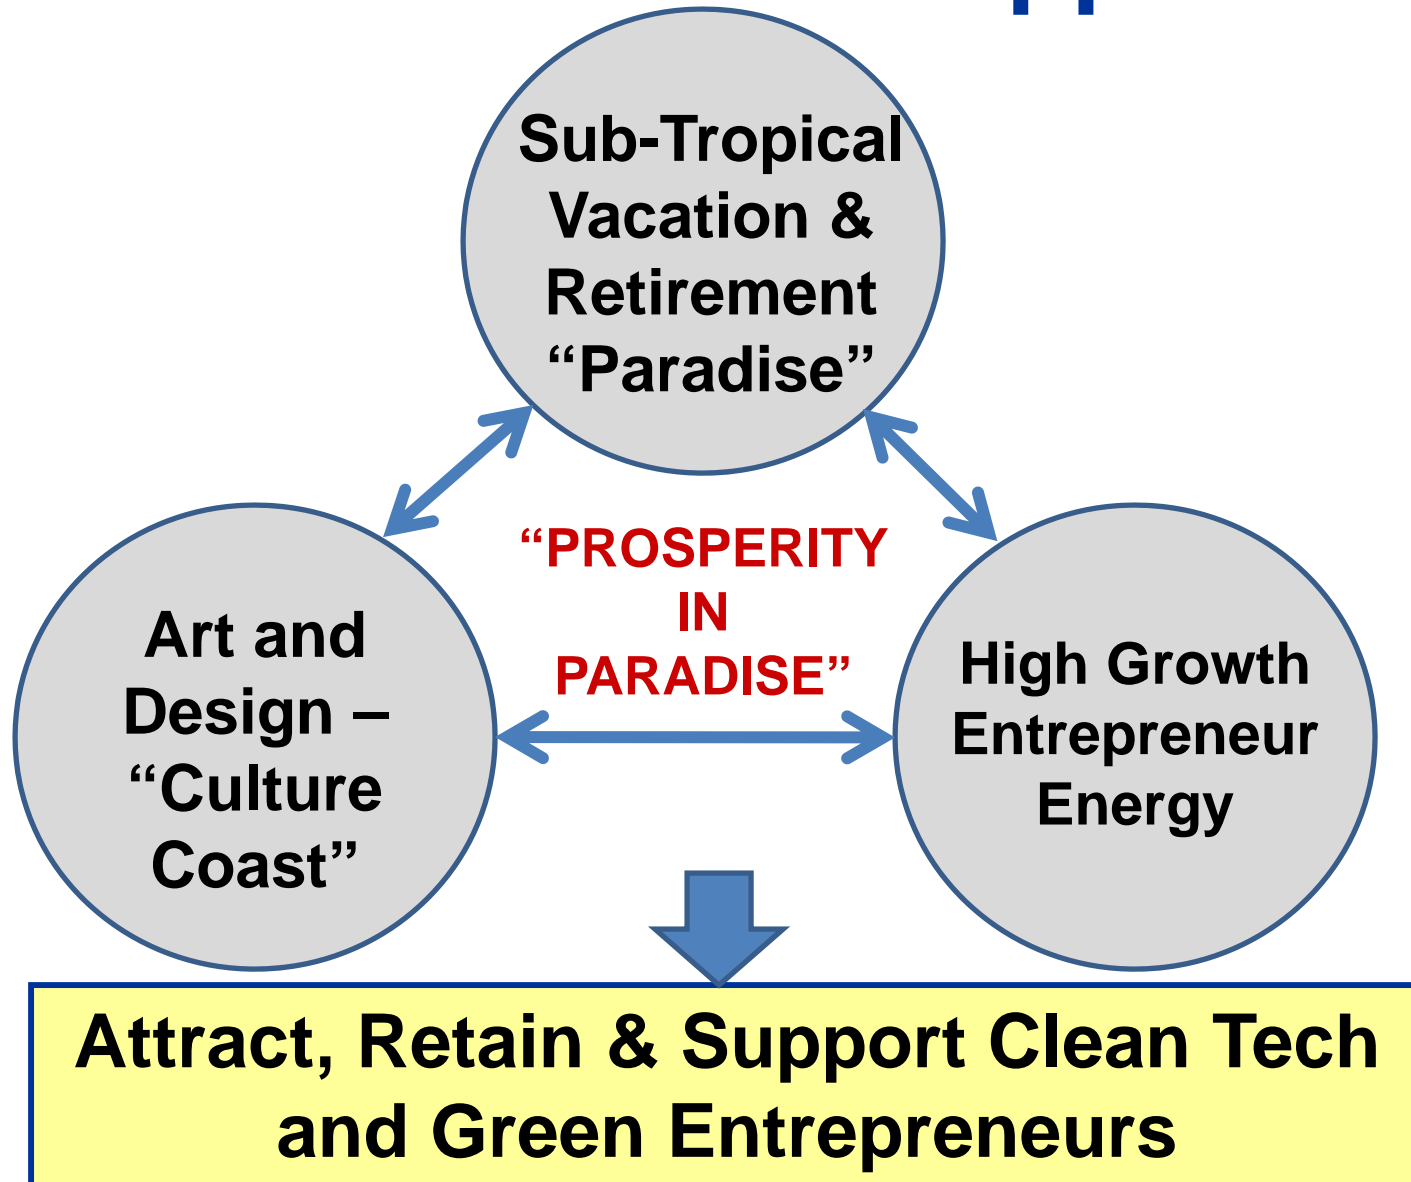 Sub-Tropical
Vacation &
Retirement
“Paradise”
“PROSPERITY
IN
PARADISE”
Art and
Design –
“Culture
Coast”
High Growth
Entrepreneur
Energy
Attract, Retain & Support Clean Tech
and Green Entrepreneurs